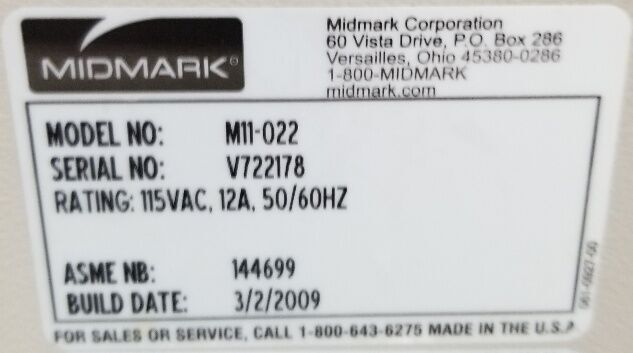 MIDMARK®
Midmark Corporation
60 Vista Drive, P.O. Box 286
Versailles, Ohio 45380-0286
1-800-MIDMARK
midmark.com
MODEL NO: M11-022
SERIAL NO: V722178
RATING: 115VAC, 12A, 50/60HZ
ASME NB: 144699
BUILD DATE: 3/2/2009
FOR SALES OR SERVICE, CALL 1-800-643-6275 MADE IN THE U.S.A.